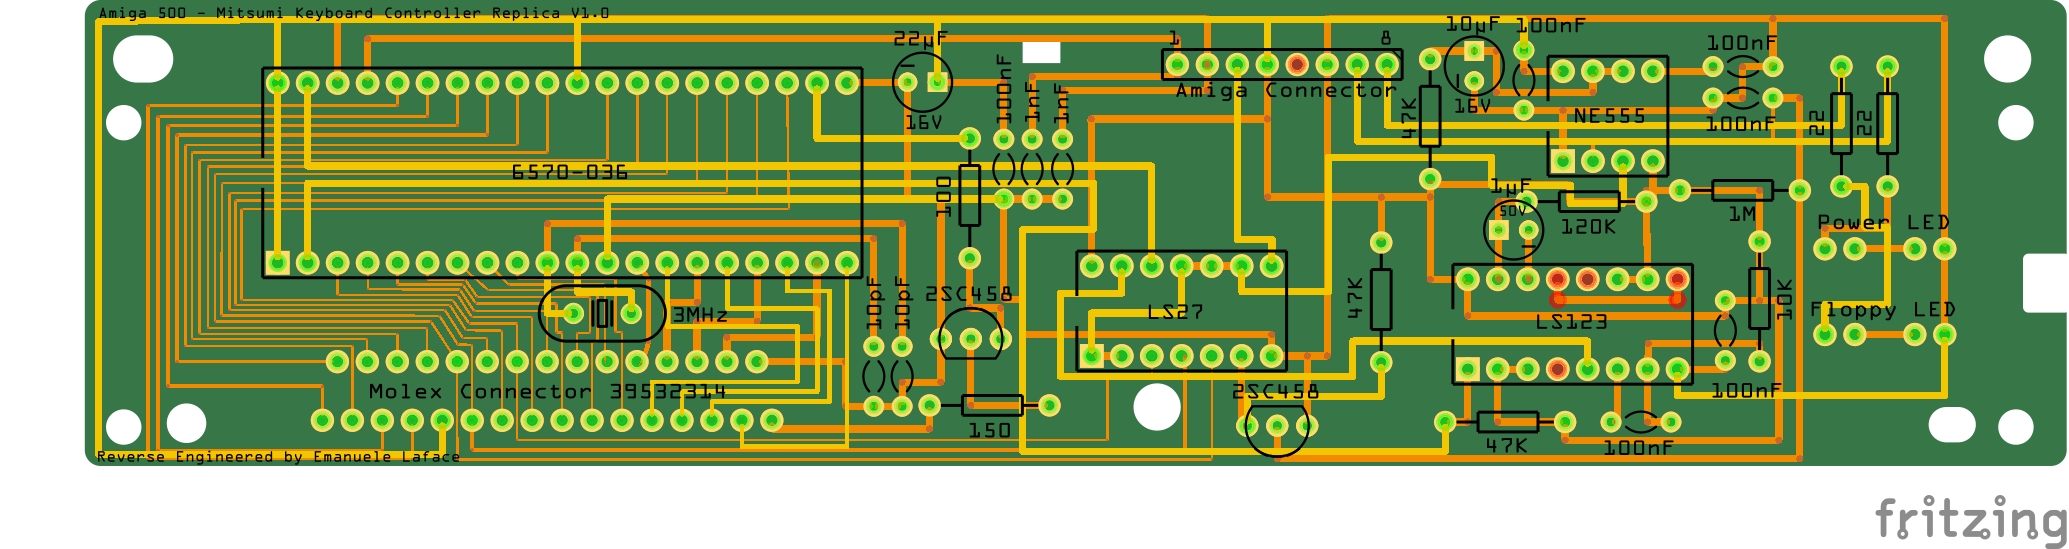 Amiga 500 - Mitsumi Keyboard Controller Replica V1.0
22µF
16V
1
8
Amiga Connector
10µF
100nF
16V
47K
NE555
100nF
100nF
22
22
100nF
1nF
1nF
6570-036
100
1µF
50V
120K
1M
Power LED
10pF
10pF
2SC458
3MHz
LS27
47K
LS123
10K
Floppy LED
Molex Connector 39532314
150
2SC458
47K
100nF
100nF
Reverse Engineered by Emanuele Laface
fritzing